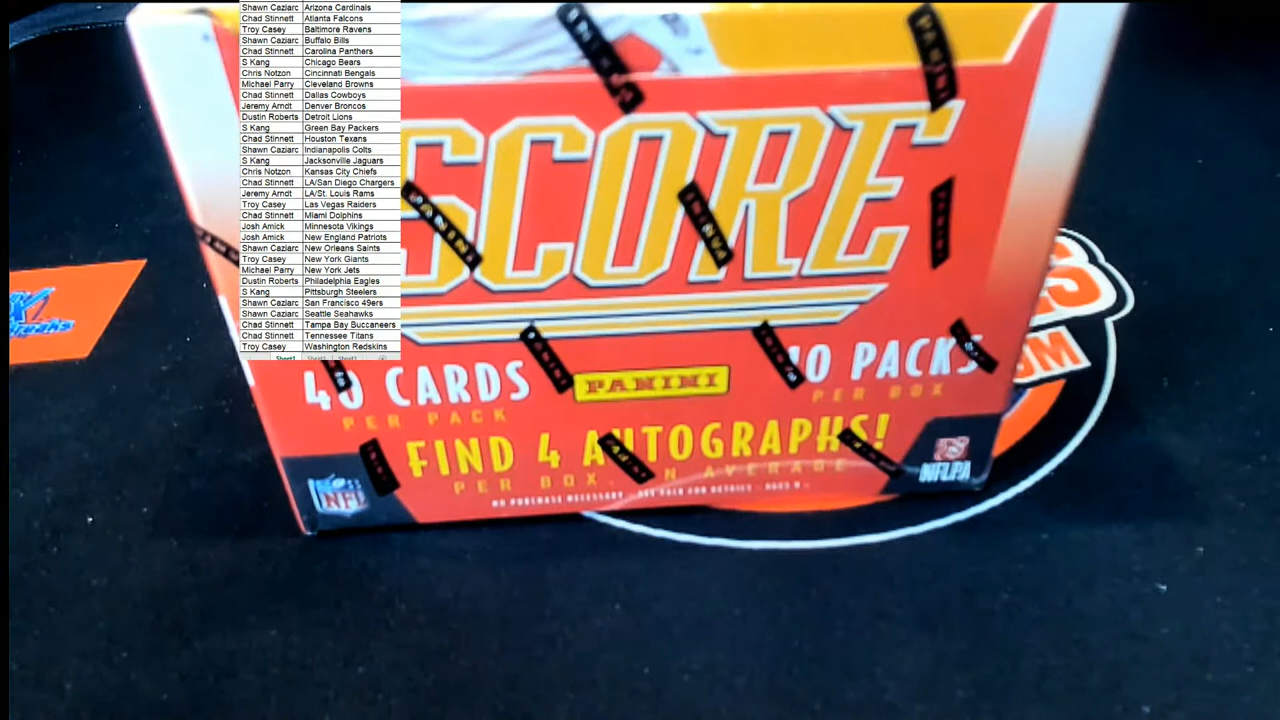 Shawn Caziarc Arizona Cardinals
Chad Stinnett Atlanta Falcons
Troy Casey Baltimore Ravens
Shawn Caziarc Buffalo Bills
Chad Stinnett Carolina Panthers
S Kang Chicago Bears
Chris Notzon Cincinnati Bengals
Michael Parry Cleveland Browns
Chad Stinnett Dallas Cowboys
Jeremy Arndt Denver Broncos
Dustin Roberts Detroit Lions
S Kang Green Bay Packers
Chad Stinnett Houston Texans
Shawn Caziarc Indianapolis Colts
S Kang Jacksonville Jaguars
Chris Notzon Kansas City Chiefs
Chad Stinnett LA/San Diego Chargers
Jeremy Arndt LA/St. Louis Rams
Troy Casey Las Vegas Raiders
Chad Stinnett Miami Dolphins
Josh Amick Minnesota Vikings
Josh Amick New England Patriots
Shawn Caziarc New Orleans Saints
Troy Casey New York Giants
Michael Parry New York Jets
Dustin Roberts Philadelphia Eagles
S Kang Pittsburgh Steelers
Shawn Caziarc San Francisco 49ers
Shawn Caziarc Seattle Seahawks
Chad Stinnett Tampa Bay Buccaneers
Chad Stinnett Tennessee Titans
Troy Casey Washington Redskins
SCORE
40 CARDS
PER PACK
PANINI
10 PACKS
PER BOX
FIND 4 AUTOGRAPHS!
PER BOX, ON AVERAGE
NFL
NFLPA
PANINI
PANINI
PANINI